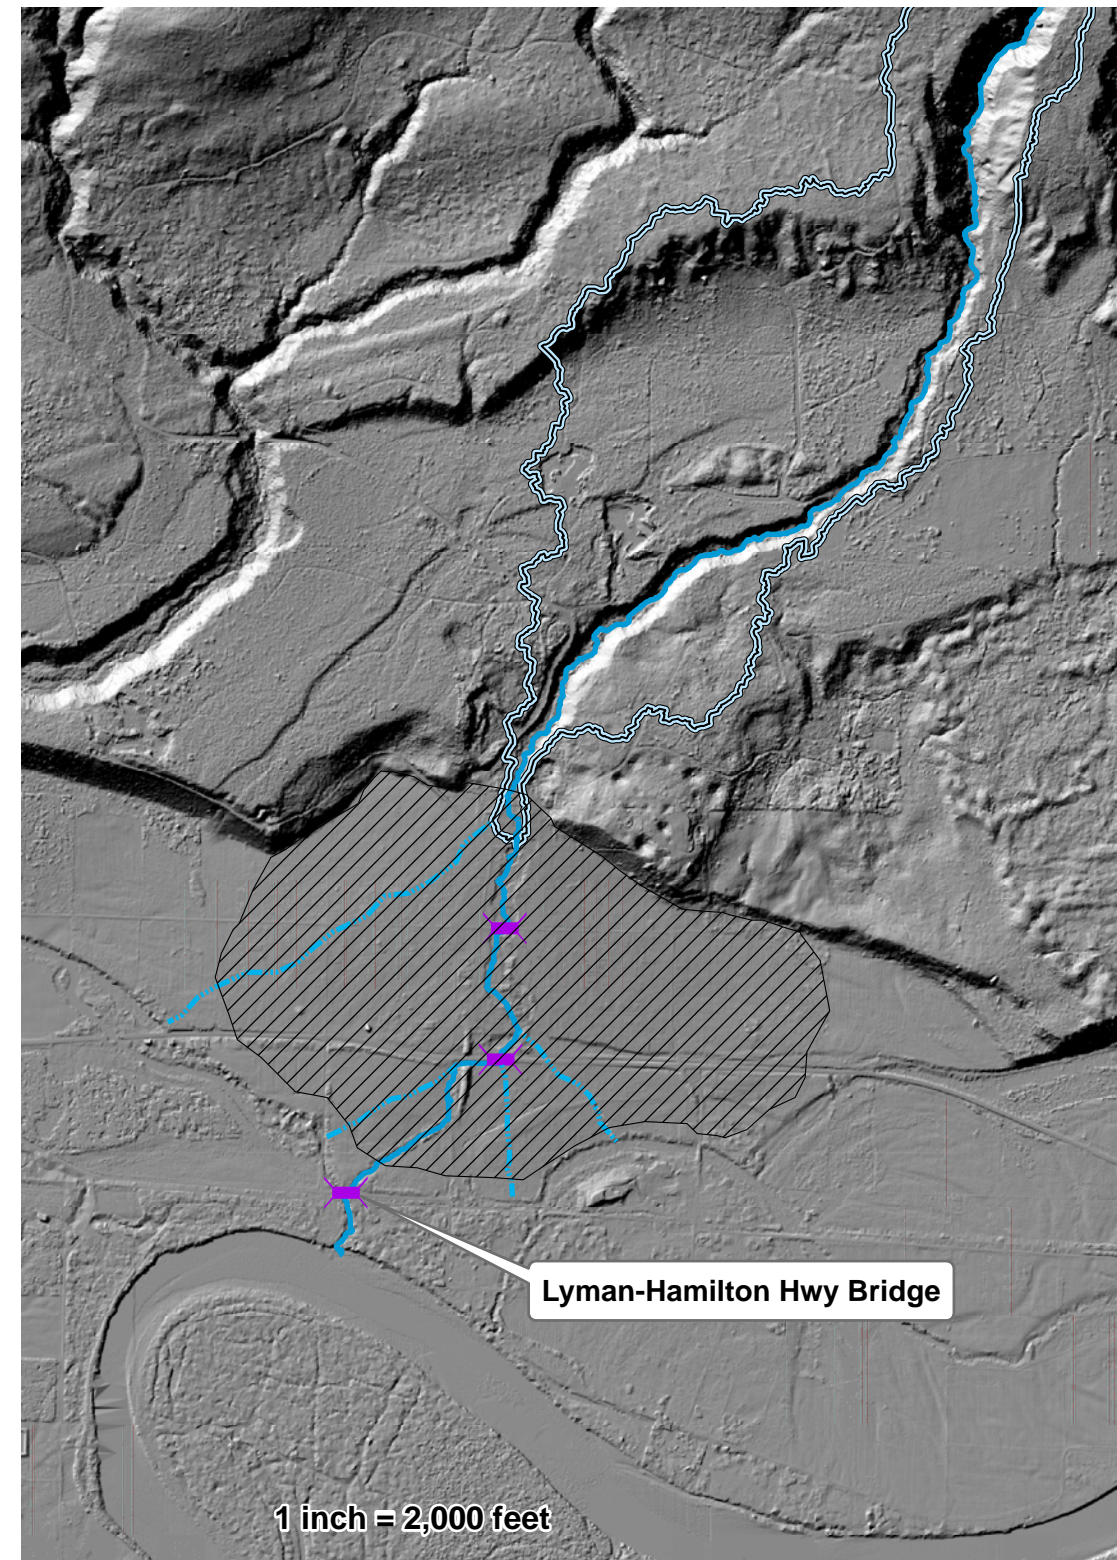 Lyman-Hamilton Hwy Bridge
1 inch = 2,000 feet